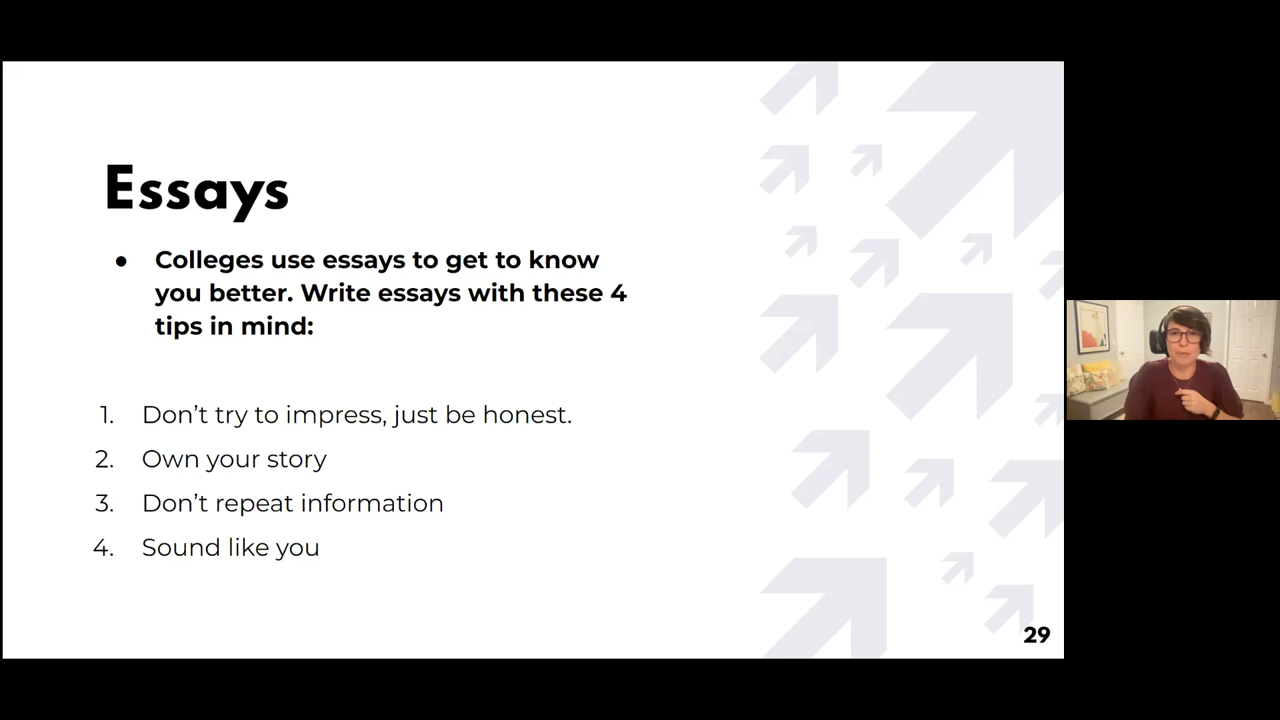 Essays
● Colleges use essays to get to know
you better. Write essays with these 4
tips in mind:
1. Don’t try to impress, just be honest.
2. Own your story
3. Don’t repeat information
4. Sound like you
29